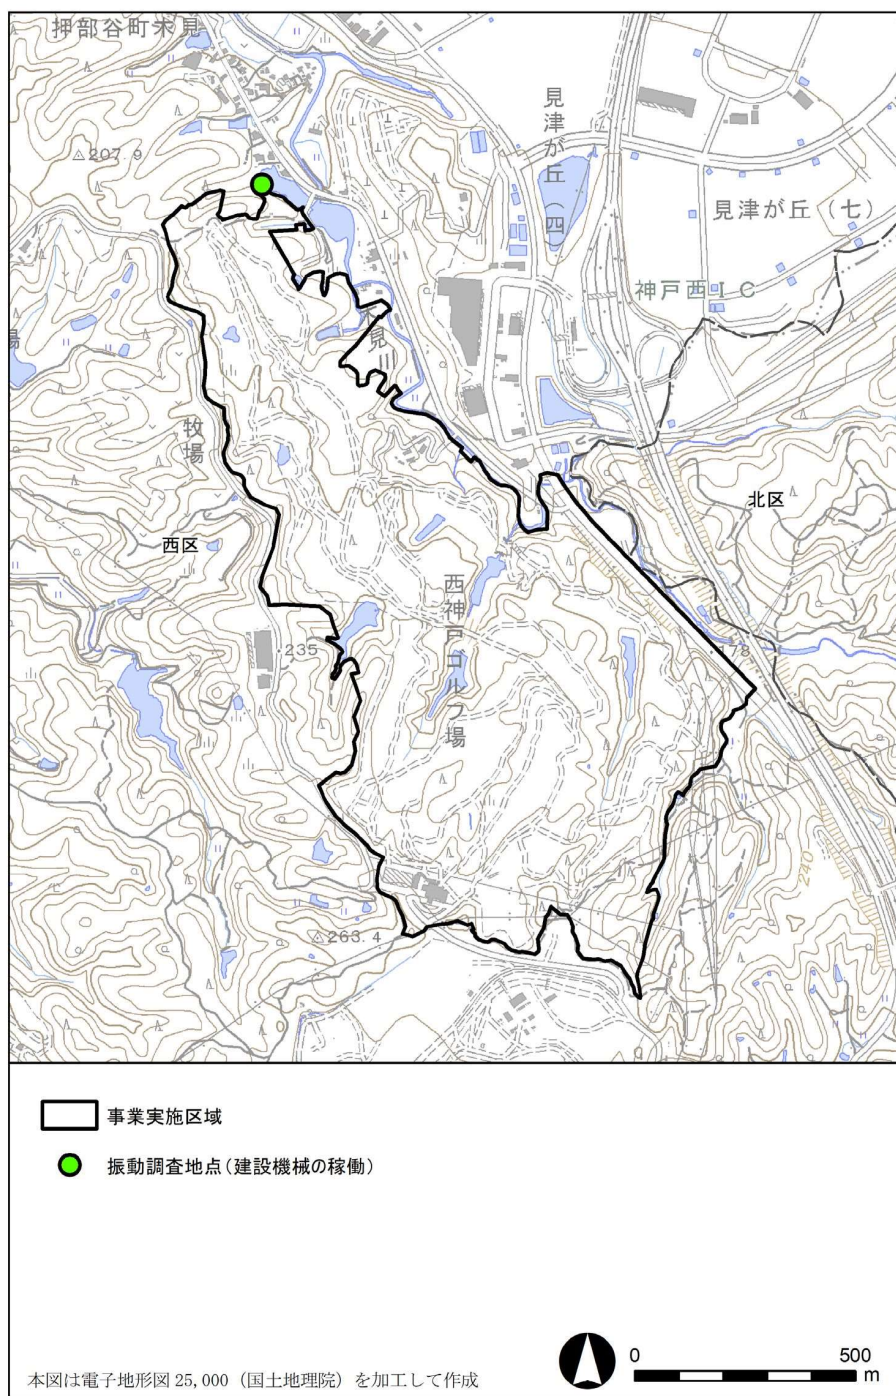 押部谷町木見
207.9
見津が丘(四)
見津が丘(七)
神戸西IC
木見川
牧場
場
北区
西区
西神戸ゴルフ場
235
178
240
263.4
事業実施区域
振動調査地点(建設機械の稼働)
0 500
m
本図は電子地形図 25,000 (国土地理院) を加工して作成